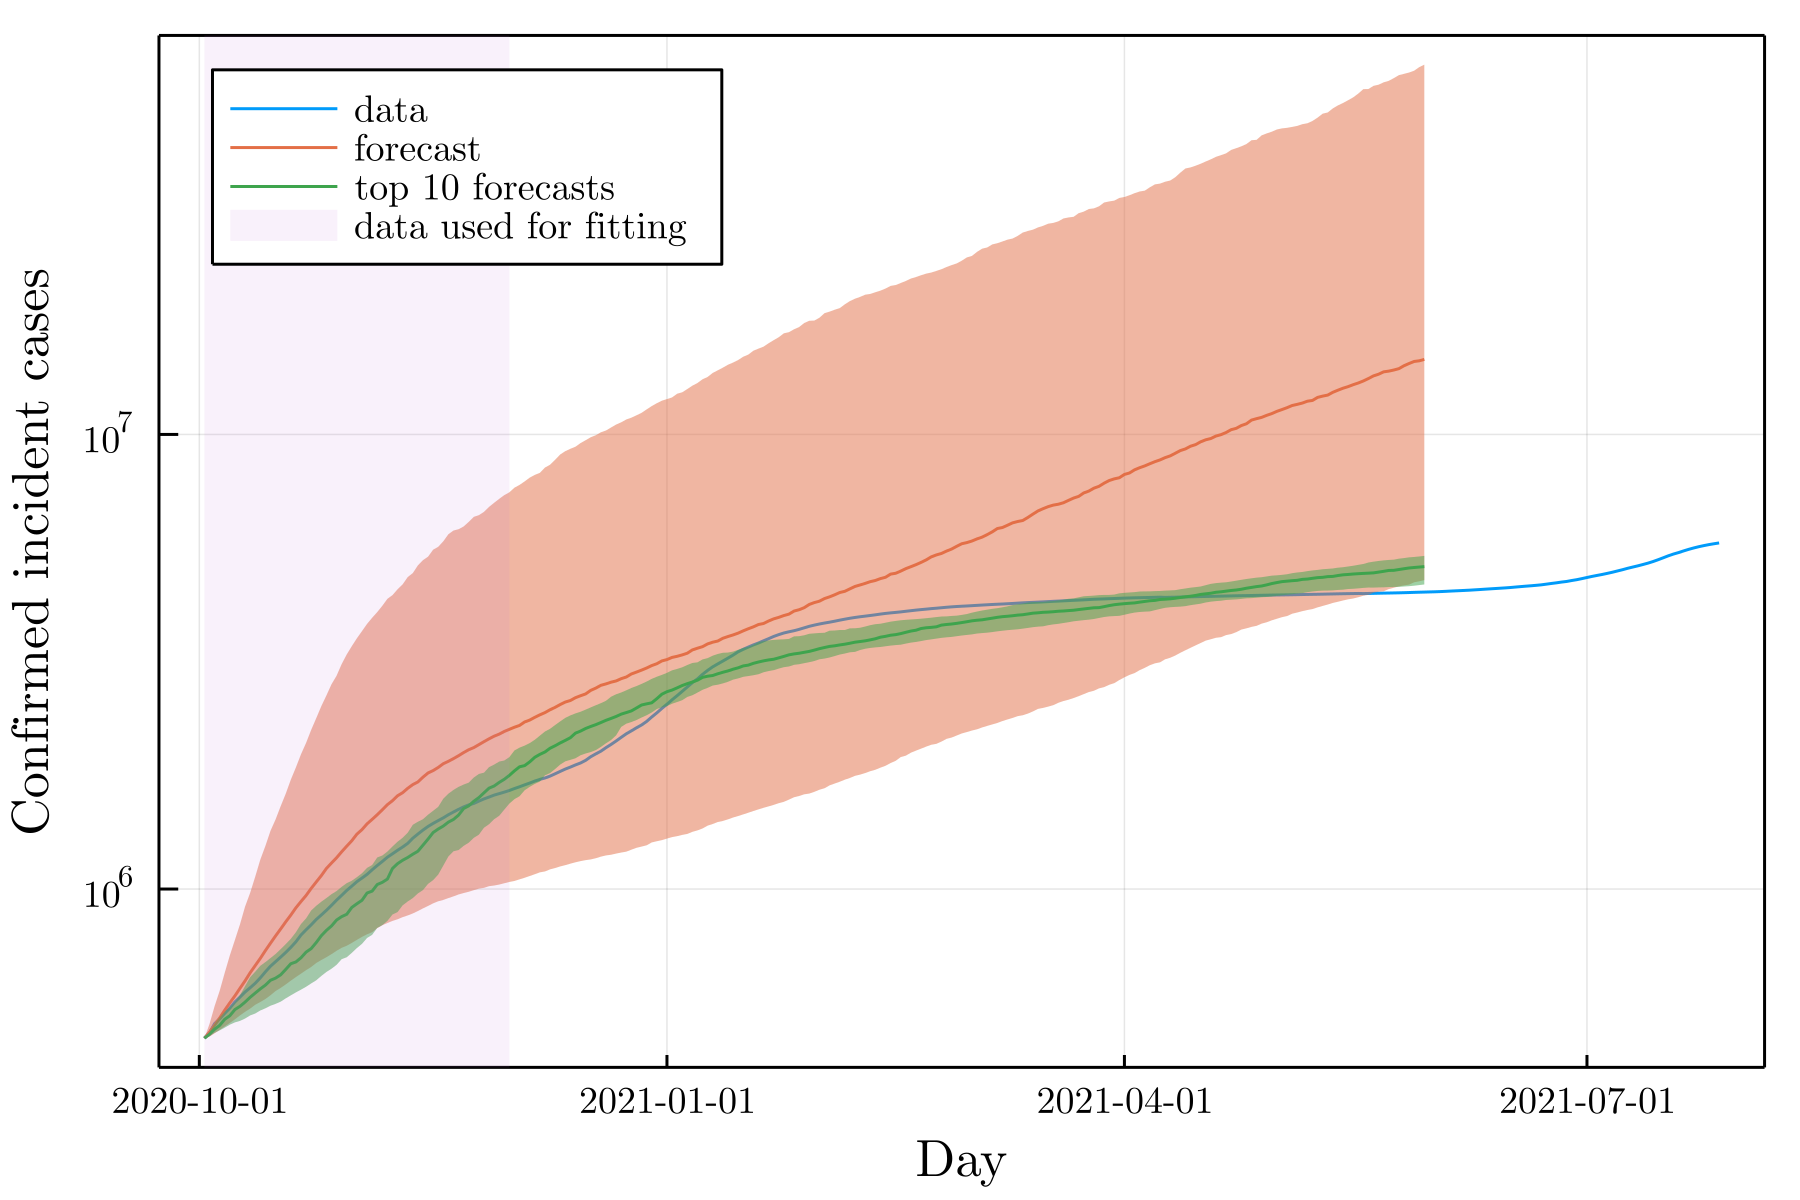 data
forecast
top 10 forecasts
data used for fitting
Confirmed incident cases
10^7
10^6
2020-10-01
2021-01-01
2021-04-01
2021-07-01
Day